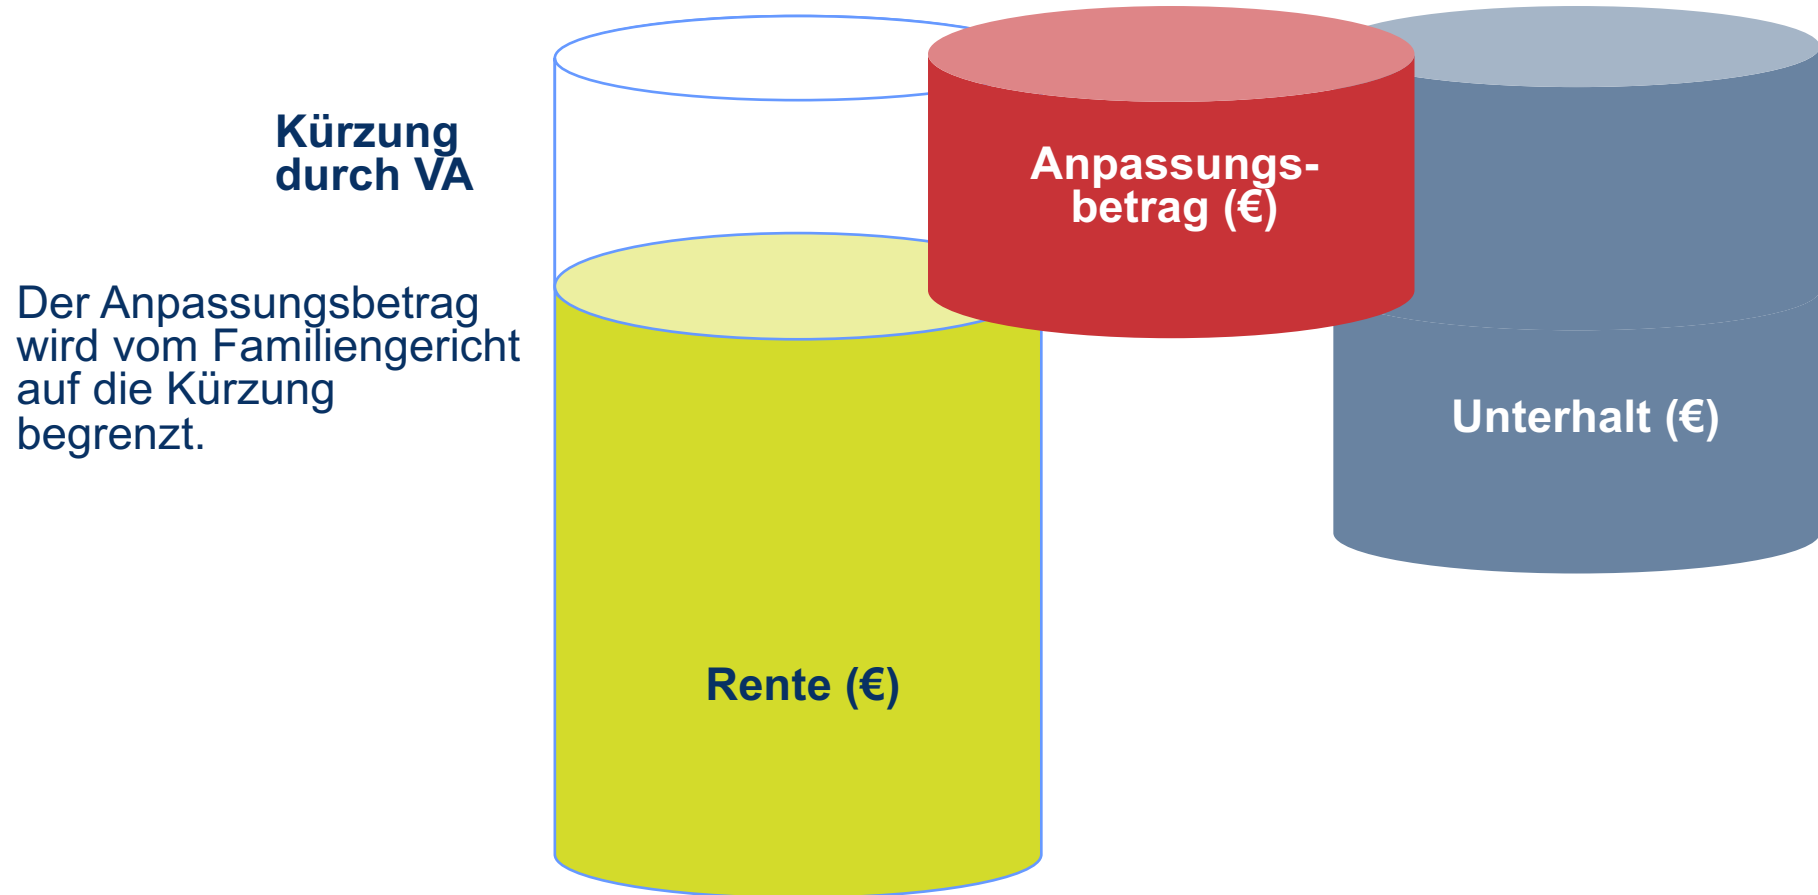 Kürzung
durch VA
Der Anpassungsbetrag
wird vom Familiengericht
auf die Kürzung
begrenzt.
Anpassungs-
betrag (€)
Unterhalt (€)
Rente (€)